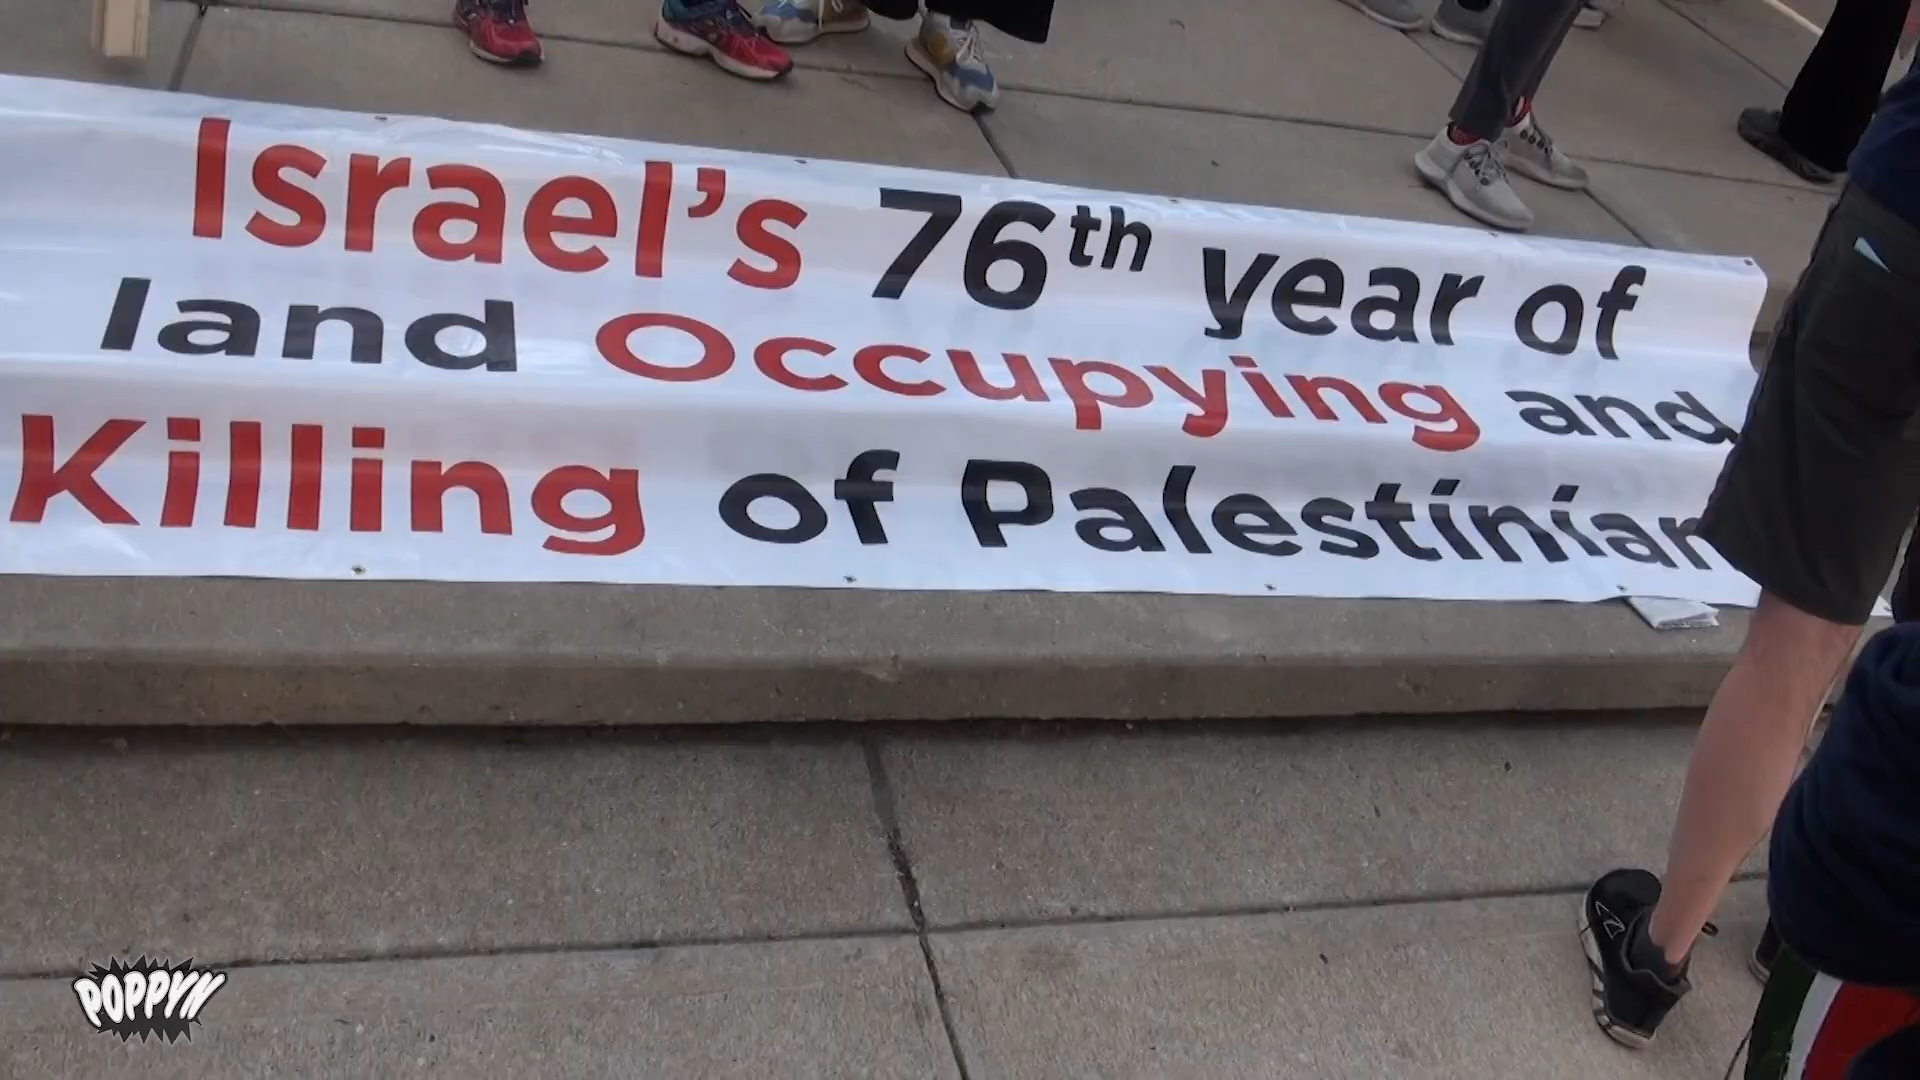 Israel's 76th year of
land Occupying and
Killing of Palestinian
POPPYN